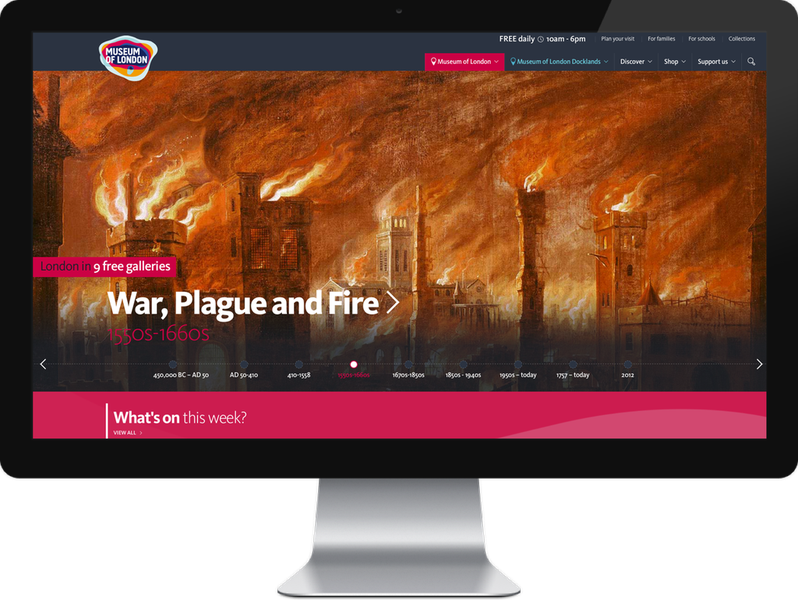 MUSEUM
OF LONDON
FREE daily 10am - 6pm
Plan your visit
For families
For schools
Collections
Museum of London
Museum of London Docklands
Discover
Shop
Support us
London in 9 free galleries
War, Plague and Fire
1550s-1660s
450,000 BC – AD 50
AD 50-410
410-1558
1550s-1660s
1670s-1850s
1850s - 1940s
1950s – today
1757 – today
2012
What's on this week?
VIEW ALL